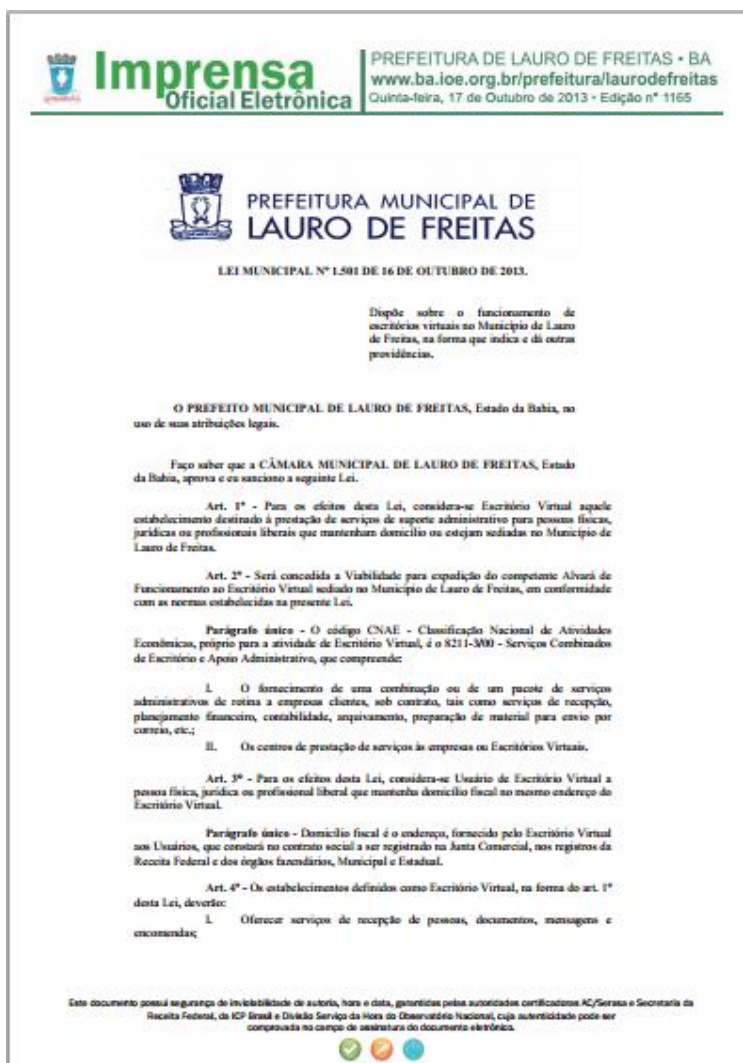 Imprensa
Oficial Eletrônica
PREFEITURA DE LAURO DE FREITAS • BA
www.ba.ioe.org.br/prefeitura/laurodefreitas
Quinta-feira, 17 de Outubro de 2013 • Edição n° 1165
PREFEITURA MUNICIPAL DE
LAURO DE FREITAS
LEI MUNICIPAL Nº 1.501 DE 16 DE OUTUBRO DE 2013.
Dispõe sobre o funcionamento de
escritórios virtuais no Município de Lauro
de Freitas, na forma que indica e dá outras
providências.
O PREFEITO MUNICIPAL DE LAURO DE FREITAS, Estado da Bahia, no
uso de suas atribuições legais.
Faço saber que a CÂMARA MUNICIPAL DE LAURO DE FREITAS, Estado
da Bahia, aprova e eu sanciono a seguinte Lei.
Art. 1º - Para os efeitos desta Lei, considera-se Escritório Virtual aquele
estabelecimento destinado à prestação de serviços de suporte administrativo para pessoas físicas,
jurídicas ou profissionais liberais que mantenham domicílio ou estejam sediadas no Município de
Lauro de Freitas.
Art. 2º - Será concedida a Viabilidade para expedição do competente Alvará de
Funcionamento ao Escritório Virtual sediado no Município de Lauro de Freitas, em conformidade
com as normas estabelecidas na presente Lei.
Parágrafo único - O código CNAE - Classificação Nacional de Atividades
Econômicas, próprio para a atividade de Escritório Virtual, é o 8211-3/00 - Serviços Combinados
de Escritório e Apoio Administrativo, que compreende:
I. O fornecimento de uma combinação ou de um pacote de serviços
administrativos de rotina a empresas clientes, sob contrato, tais como serviços de recepção,
planejamento financeiro, contabilidade, arquivamento, preparação de material para envio por
correio, etc.;
II. Os centros de prestação de serviços às empresas ou Escritórios Virtuais.
Art. 3º - Para os efeitos desta Lei, considera-se Usuário de Escritório Virtual a
pessoa física, jurídica ou profissional liberal que mantenha domicílio fiscal no mesmo endereço do
Escritório Virtual.
Parágrafo único - Domicílio fiscal é o endereço, fornecido pelo Escritório Virtual
aos Usuários, que constará no contrato social a ser registrado na Junta Comercial, nos registros da
Receita Federal e dos órgãos fazendários, Municipal e Estadual.
Art. 4º - Os estabelecimentos definidos como Escritório Virtual, na forma do art. 1º
desta Lei, deverão:
I. Oferecer serviços de recepção de pessoas, documentos, mensagens e
encomendas;
Este documento possui segurança de inviolabilidade de autoria, hora e data, garantidas pelas autoridades certificadoras AC/Serasa e Secretaria da
Receita Federal, da ICP Brasil e Divisão Serviço da Hora do Observatório Nacional, cuja autenticidade pode ser
comprovada no campo de assinatura do documento eletrônico.